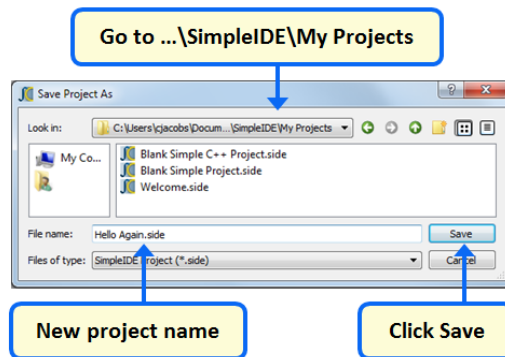 Go to ...\SimpleIDE\My Projects
Save Project As
Look in:
C:\Users\cjacobs\Docum...\SimpleIDE\My Projects
My Co...
Blank Simple C++ Project.side
Blank Simple Project.side
Welcome.side
File name:
Hello Again.side
Save
Files of type:
SimpleIDE Project (*.side)
Cancel
New project name
Click Save